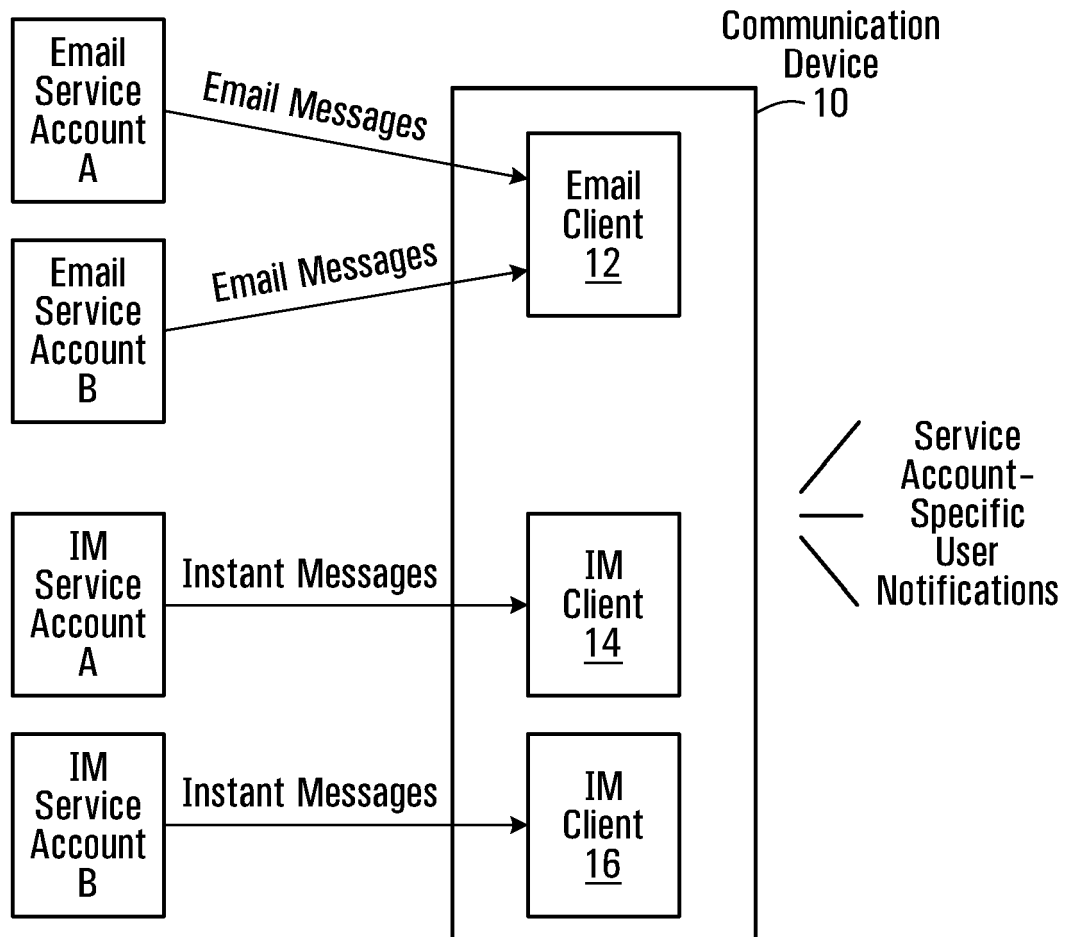 Communication
Device
10
Email
Service
Account
A
Email Messages
Email
Client
12
Email
Service
Account
B
Email Messages
Service
Account-
Specific
User
Notifications
IM
Service
Account
A
Instant Messages
IM
Client
14
IM
Service
Account
B
Instant Messages
IM
Client
16